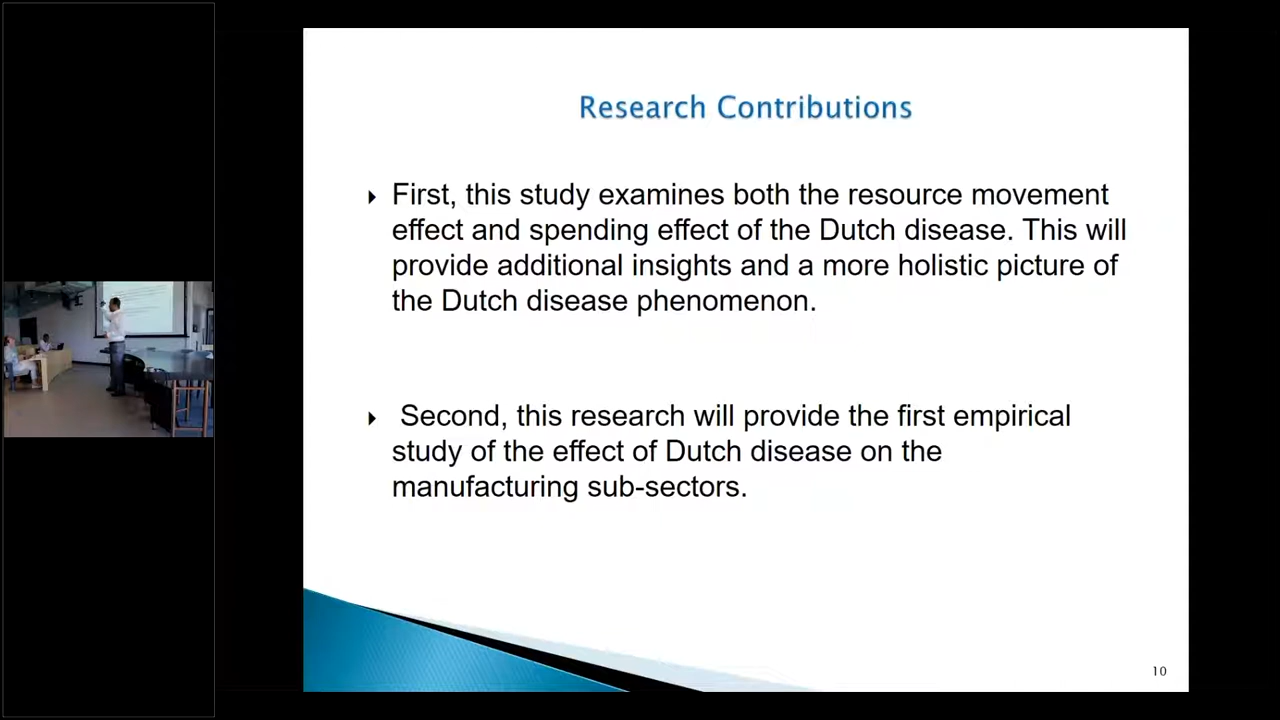 Research Contributions
First, this study examines both the resource movement
effect and spending effect of the Dutch disease. This will
provide additional insights and a more holistic picture of
the Dutch disease phenomenon.
Second, this research will provide the first empirical
study of the effect of Dutch disease on the
manufacturing sub-sectors.
10